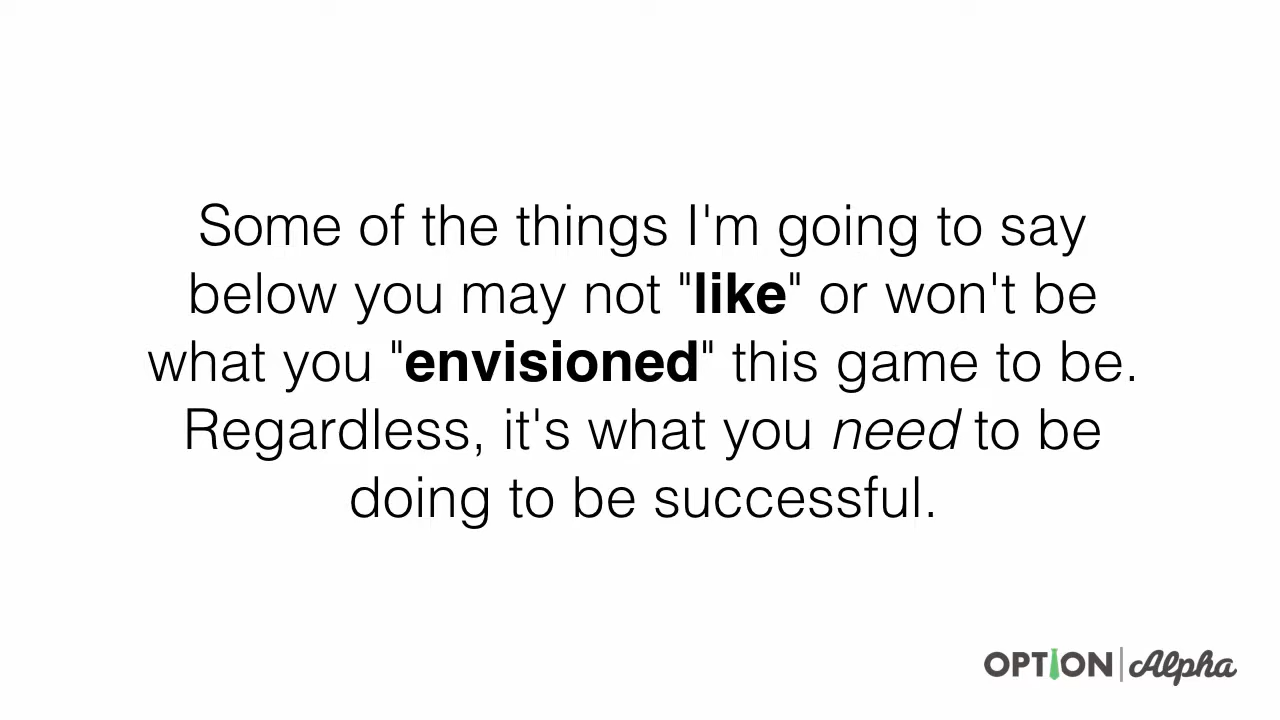 Some of the things I'm going to say
below you may not "like" or won't be
what you "envisioned" this game to be.
Regardless, it's what you need to be
doing to be successful.
OPTION | Alpha